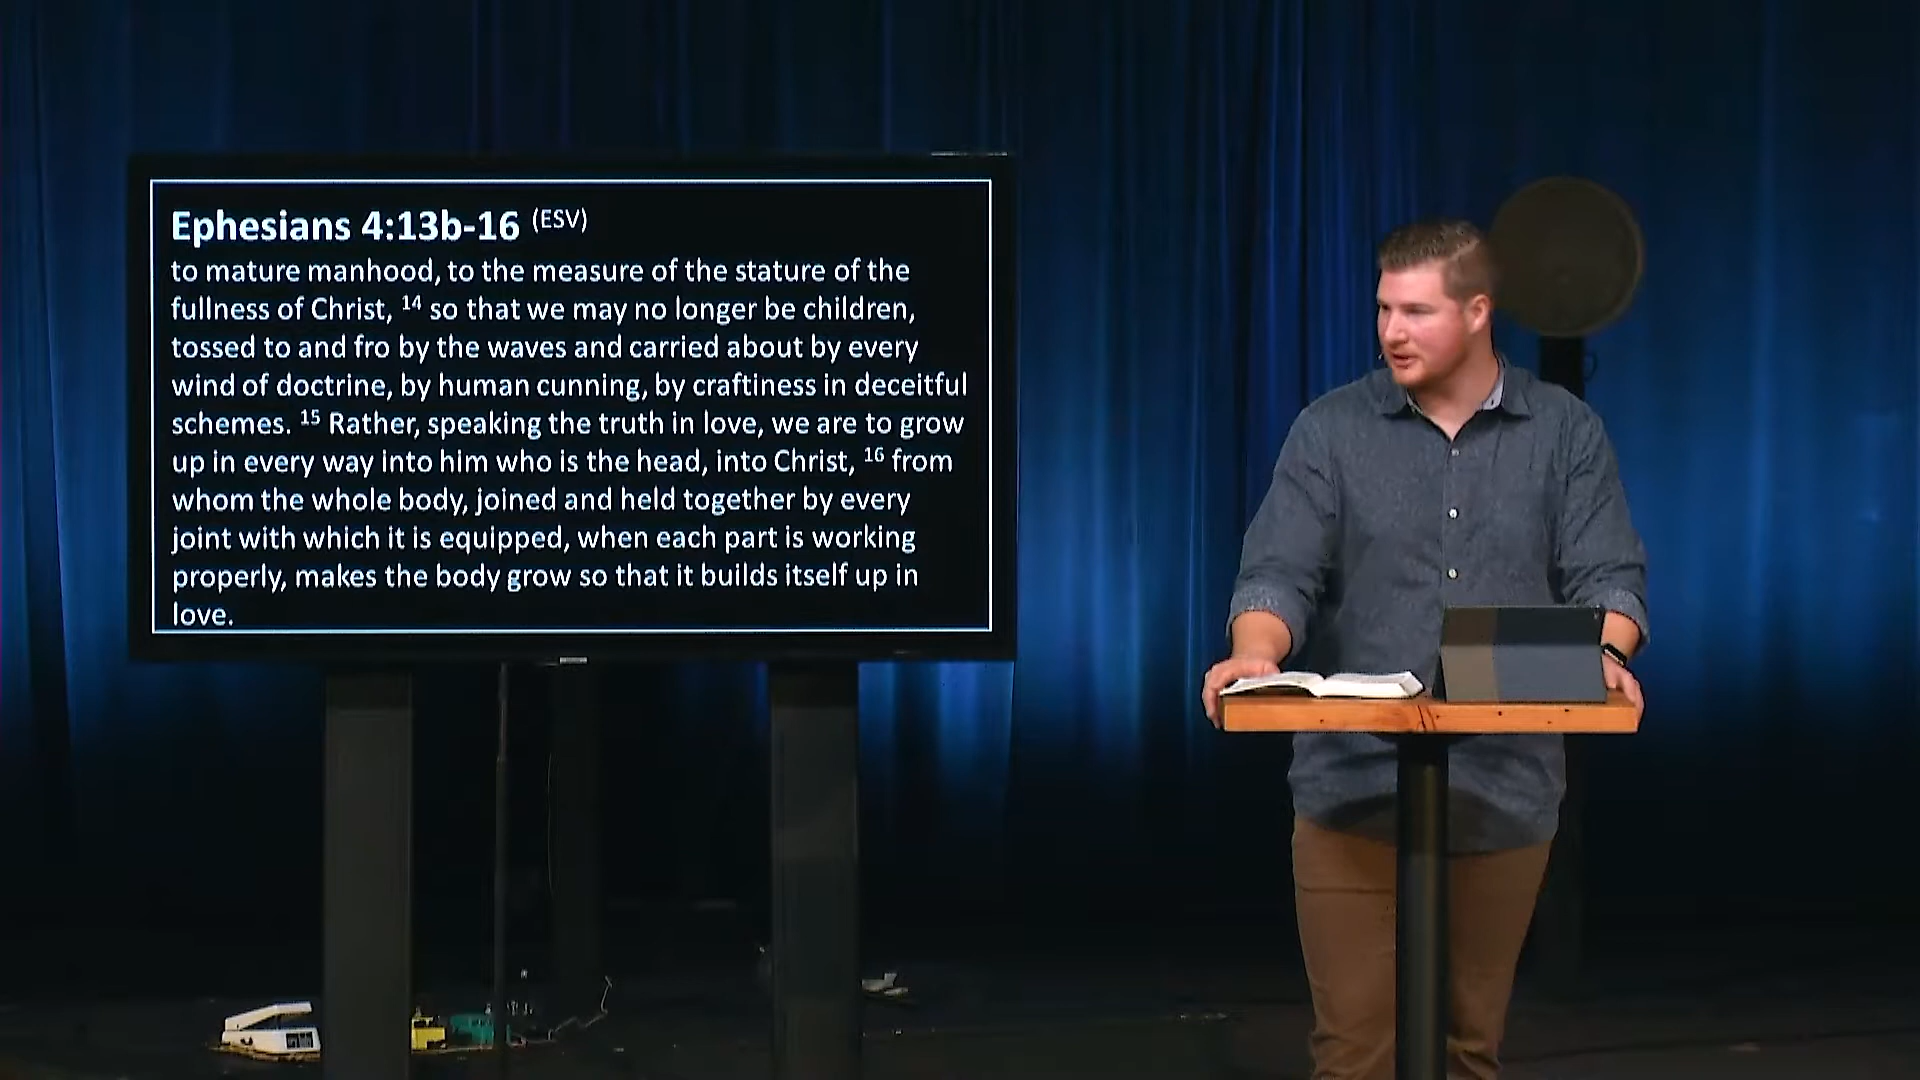 Ephesians 4:13b-16 (ESV)
to mature manhood, to the measure of the stature of the
fullness of Christ, 14 so that we may no longer be children,
tossed to and fro by the waves and carried about by every
wind of doctrine, by human cunning, by craftiness in deceitful
schemes. 15 Rather, speaking the truth in love, we are to grow
up in every way into him who is the head, into Christ, 16 from
whom the whole body, joined and held together by every
joint with which it is equipped, when each part is working
properly, makes the body grow so that it builds itself up in
love.